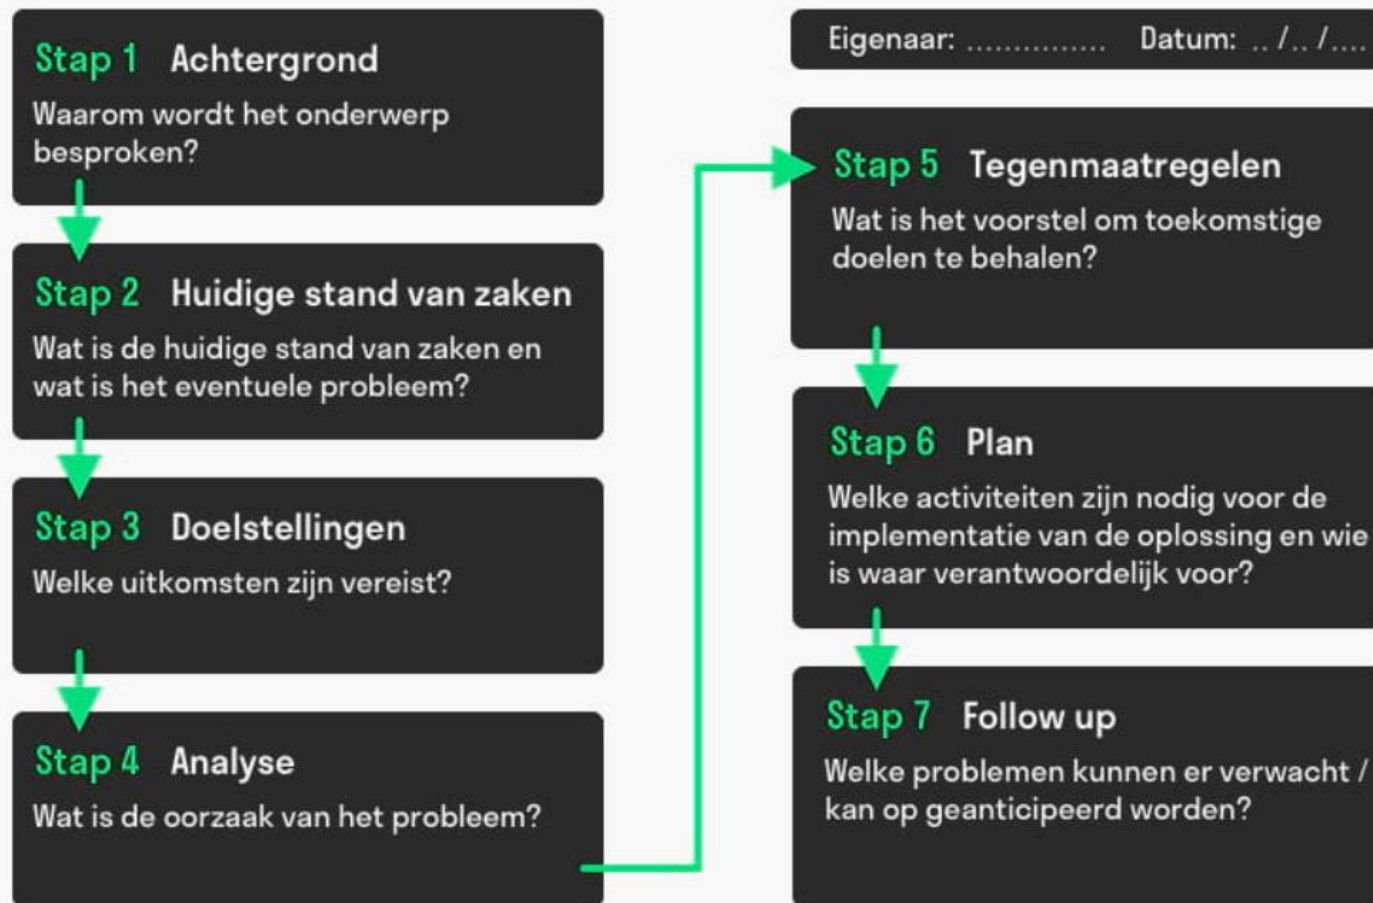 Stap 1 Achtergrond
Waarom wordt het onderwerp
besproken?
Stap 2 Huidige stand van zaken
Wat is de huidige stand van zaken en
wat is het eventuele probleem?
Stap 3 Doelstellingen
Welke uitkomsten zijn vereist?
Stap 4 Analyse
Wat is de oorzaak van het probleem?
Eigenaar: ............... Datum: .. /.. /....
Stap 5 Tegenmaatregelen
Wat is het voorstel om toekomstige
doelen te behalen?
Stap 6 Plan
Welke activiteiten zijn nodig voor de
implementatie van de oplossing en wie
is waar verantwoordelijk voor?
Stap 7 Follow up
Welke problemen kunnen er verwacht /
kan op geanticipeerd worden?